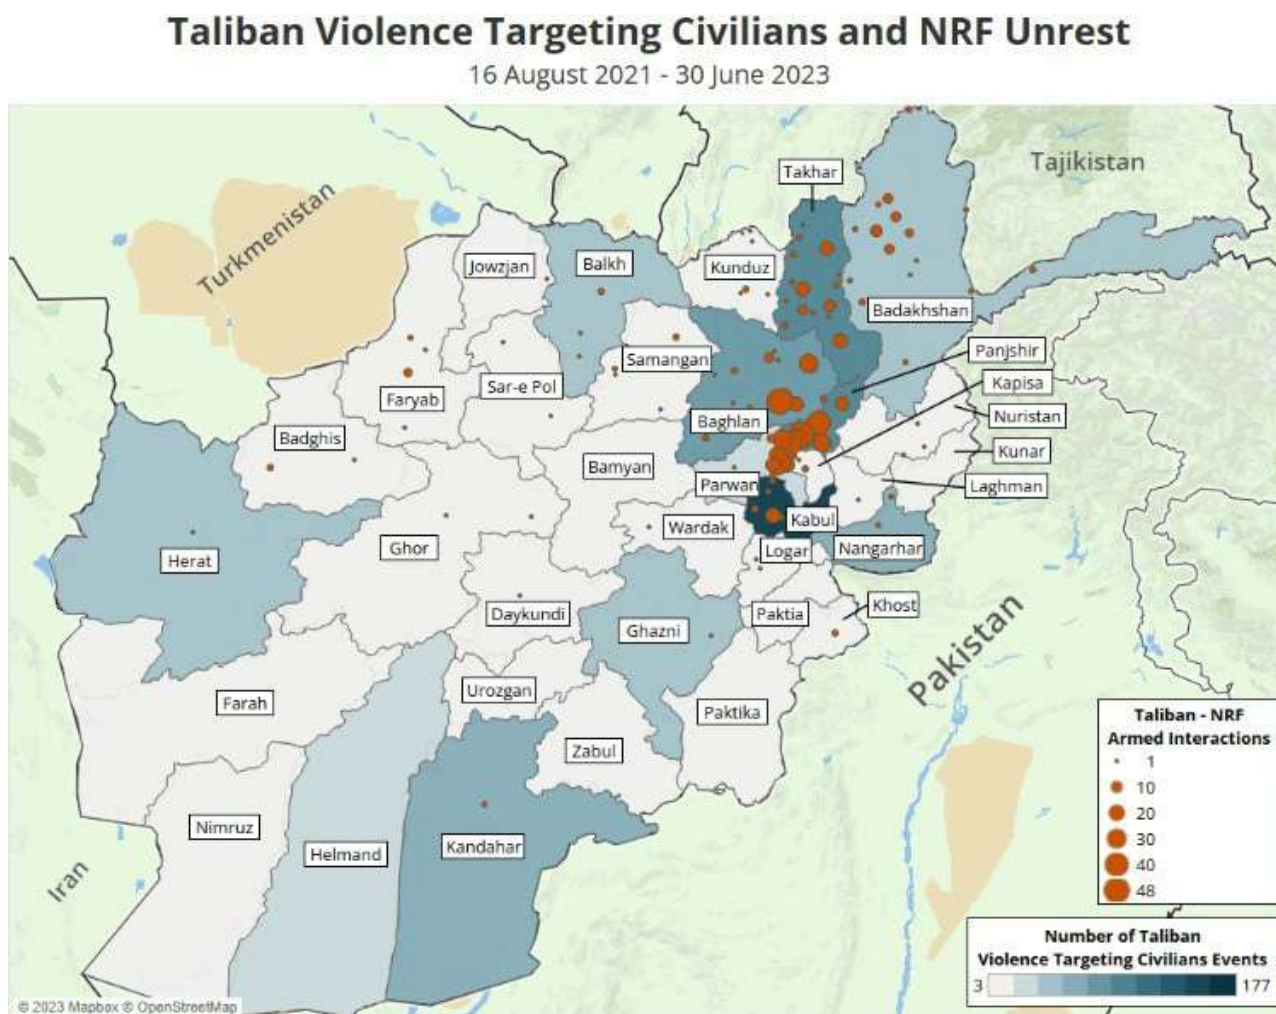 Taliban Violence Targeting Civilians and NRF Unrest
16 August 2021 - 30 June 2023
Tajikistan
Takhar
Turkmenistan
Jowzjan
Balkh
Kunduz
Badakhshan
Panjshir
Samangan
Kapisa
Sar-e Pol
Faryab
Nuristan
Baghlan
Badghis
Kunar
Bamyan
Parwan
Laghman
Kabul
Wardak
Ghor
Logar
Nangarhar
Herat
Daykundi
Paktia
Khost
Ghazni
Pakistan
Urozgan
Farah
Paktika
Zabul
Nimruz
Kandahar
Helmand
Iran
Taliban - NRF
Armed Interactions
1
10
20
30
40
48
Number of Taliban
Violence Targeting Civilians Events
3 177
© 2023 Mapbox © OpenStreetMap